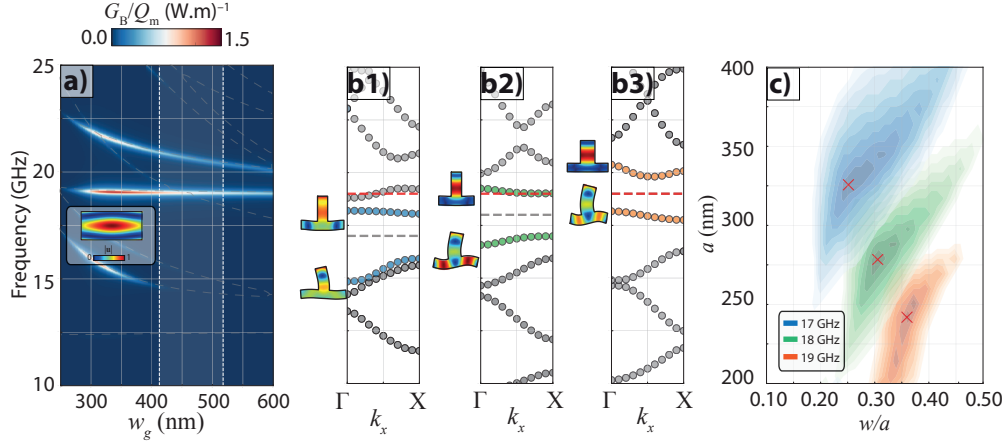 G_B/Q_m (W.m)⁻¹
0.0
1.5
a)
25
20
15
10
Frequency (GHz)
300
400
500
600
w_g (nm)
|u|
0
1
b1)
b2)
b3)
Γ
X
Γ
X
Γ
X
k_x
k_x
k_x
c)
400
350
300
250
200
a (nm)
17 GHz
18 GHz
19 GHz
0.10
0.20
0.30
0.40
0.50
w/a